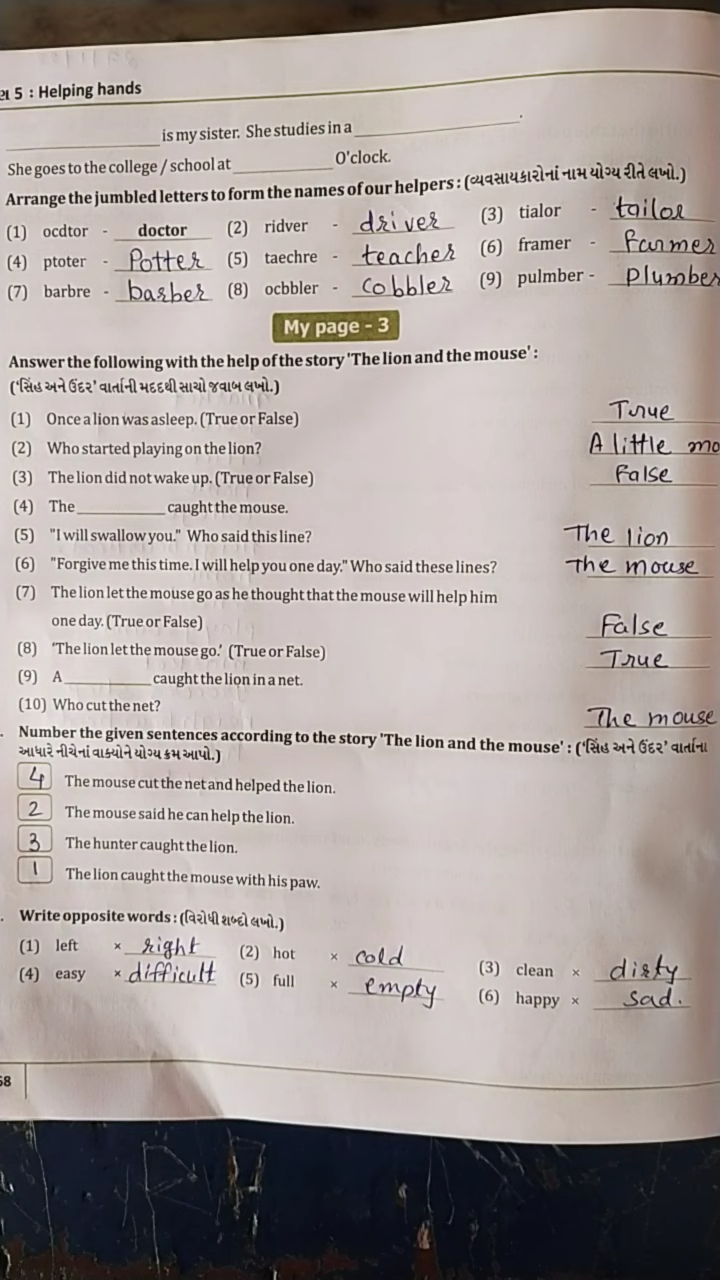 5 : Helping hands
____________ is my sister. She studies in a ____________.
She goes to the college / school at ________ O'clock.
Arrange the jumbled letters to form the names of our helpers : (વ્યવસાયકારોનાં નામ યોગ્ય રીતે લખો.)
(1) ocdtor - doctor (2) ridver - driver (3) tialor - tailor
(4) ptoter - Potter (5) taechre - teacher (6) framer - Farmer
(7) barbre - barber (8) ocbbler - Cobbler (9) pulmber - Plumber
My page - 3
Answer the following with the help of the story 'The lion and the mouse' :
('સિંહ અને ઉંદર' વાર્તાની મદદથી સાચો જવાબ લખો.)
(1) Once a lion was asleep. (True or False) True
(2) Who started playing on the lion? A little mo
(3) The lion did not wake up. (True or False) False
(4) The ________ caught the mouse.
(5) "I will swallow you." Who said this line? The lion
(6) "Forgive me this time. I will help you one day." Who said these lines? The mouse
(7) The lion let the mouse go as he thought that the mouse will help him
one day. (True or False) False
(8) 'The lion let the mouse go.' (True or False) True
(9) A ________ caught the lion in a net.
(10) Who cut the net? The mouse
. Number the given sentences according to the story 'The lion and the mouse' : ('સિંહ અને ઉંદર' વાર્તાના
આધારે નીચેનાં વાક્યોને યોગ્ય ક્રમ આપો.)
4 The mouse cut the net and helped the lion.
2 The mouse said he can help the lion.
3 The hunter caught the lion.
1 The lion caught the mouse with his paw.
. Write opposite words : (વિરોધી શબ્દો લખો.)
(1) left × right (2) hot × cold (3) clean × dirty
(4) easy × difficult (5) full × empty (6) happy × sad.
68